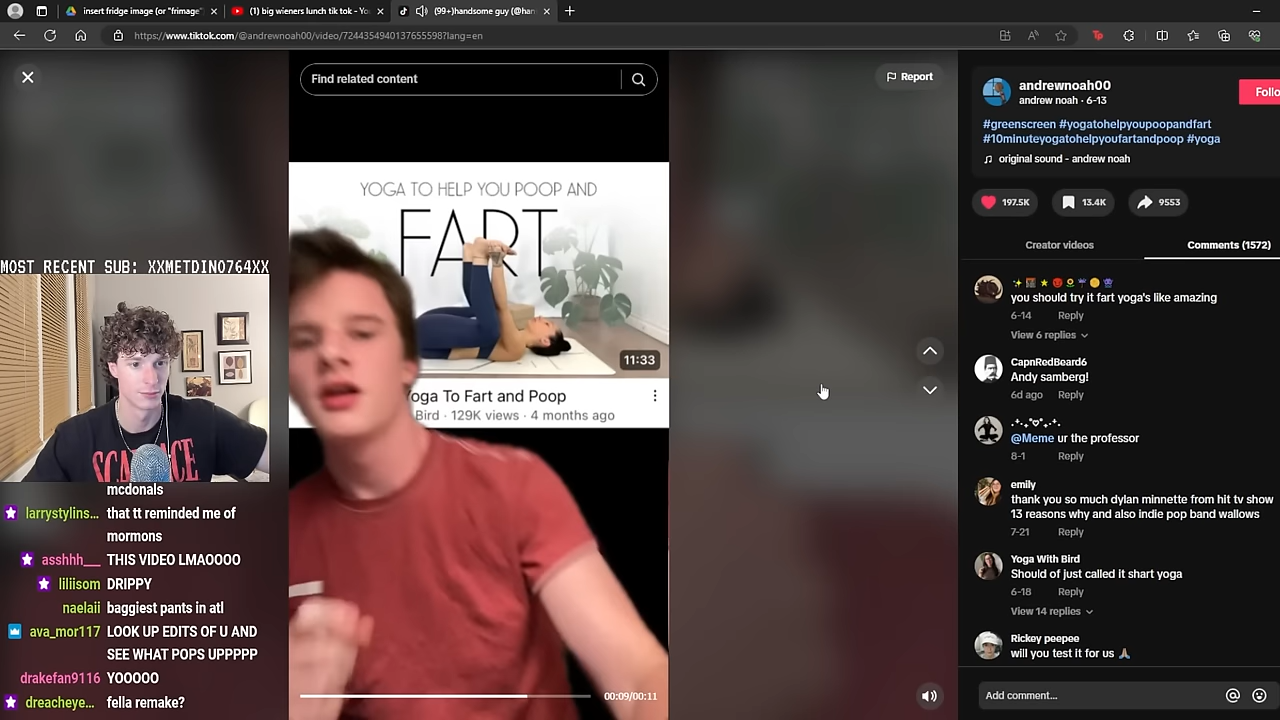 insert fridge image (or "frimage"
(1) big wieners lunch tik tok - Yo
(99+)handsome guy (@han
https://www.tiktok.com/@andrewnoah00/video/7244354940137655598?lang=en
Find related content
Report
YOGA TO HELP YOU POOP AND
FART
11:33
oga To Fart and Poop
Bird · 129K views · 4 months ago
00:09/00:11
MOST RECENT SUB: XXMETDINO764XX
SCARFACE
mcdonals
larrystylins... that tt reminded me of
mormons
asshhh__ THIS VIDEO LMAOOOO
liliisom DRIPPY
naelaii baggiest pants in atl
ava_mor117 LOOK UP EDITS OF U AND
SEE WHAT POPS UPPPPP
drakefan9116 YOOOOO
dreacheye... fella remake?
andrewnoah00
andrew noah · 6-13
Follo
#greenscreen #yogatohelpyoupoopandfart
#10minuteyogatohelpyoufartandpoop #yoga
original sound - andrew noah
197.5K
13.4K
9553
Creator videos
Comments (1572)
you should try it fart yoga's like amazing
6-14 Reply
View 6 replies
CapnRedBeard6
Andy samberg!
6d ago Reply
@Meme ur the professor
8-1 Reply
emily
thank you so much dylan minnette from hit tv show
13 reasons why and also indie pop band wallows
7-21 Reply
Yoga With Bird
Should of just called it shart yoga
6-18 Reply
View 14 replies
Rickey peepee
will you test it for us 🙏🏽
Add comment...